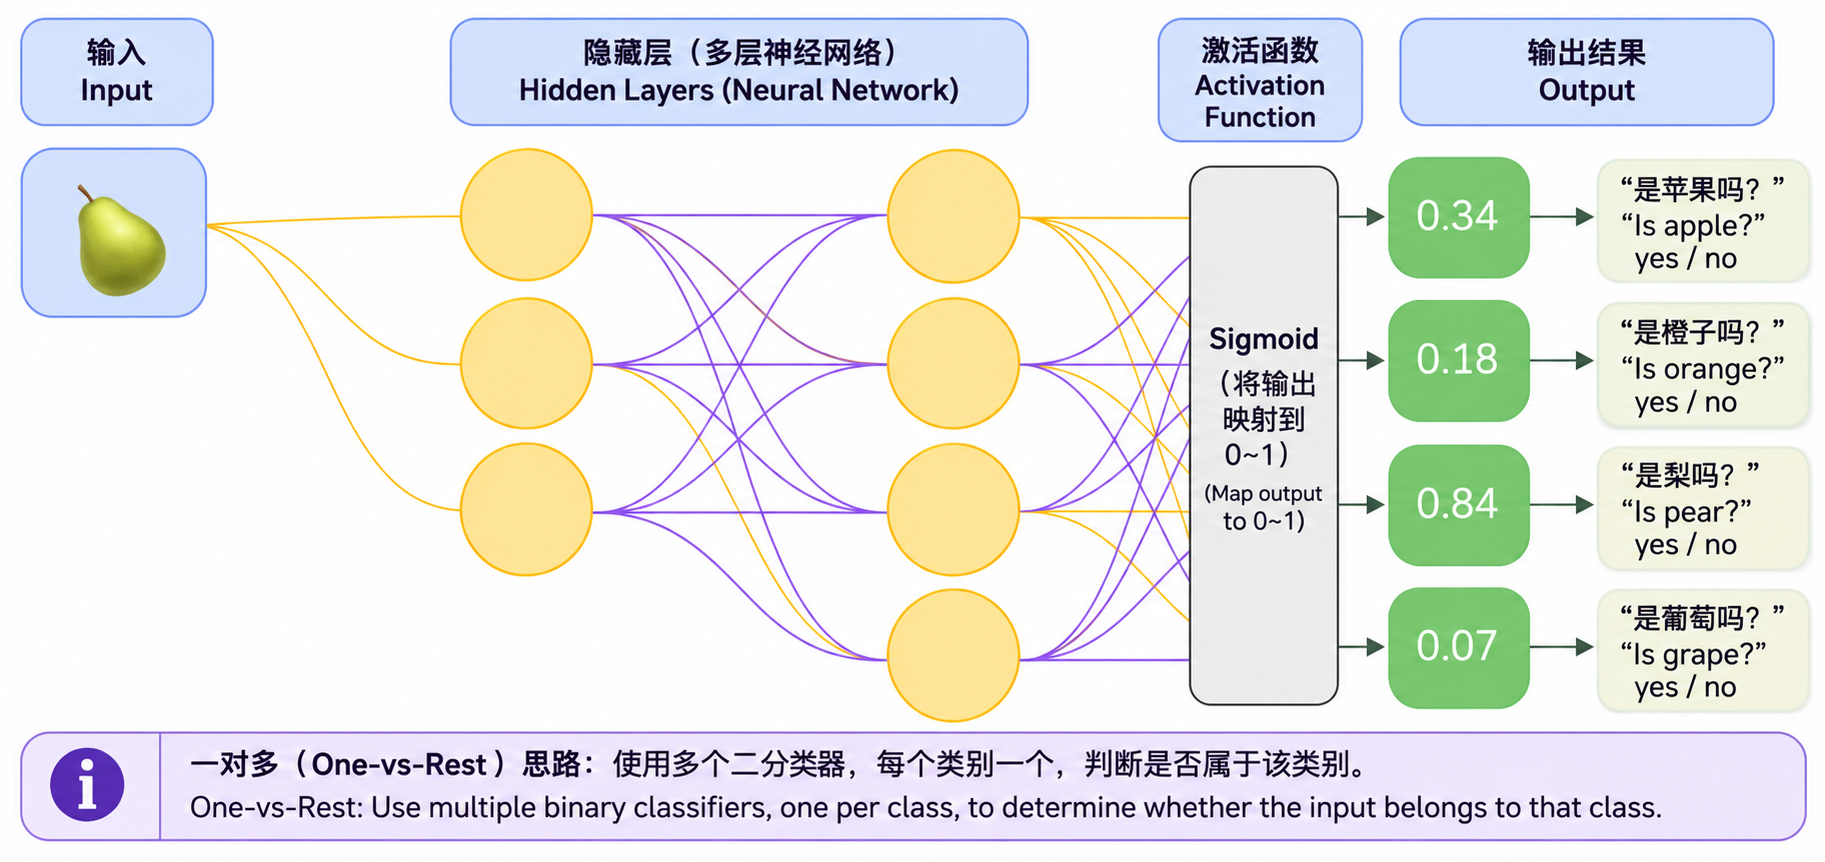 输入
Input
隐藏层（多层神经网络）
Hidden Layers (Neural Network)
激活函数
Activation
Function
输出结果
Output
Sigmoid
（将输出
映射到
0~1）
(Map output
to 0~1)
0.34
“是苹果吗？”
“Is apple?”
yes / no
0.18
“是橙子吗？”
“Is orange?”
yes / no
0.84
“是梨吗？”
“Is pear?”
yes / no
0.07
“是葡萄吗？”
“Is grape?”
yes / no
i
一对多（One-vs-Rest）思路：使用多个二分类器，每个类别一个，判断是否属于该类别。
One-vs-Rest: Use multiple binary classifiers, one per class, to determine whether the input belongs to that class.